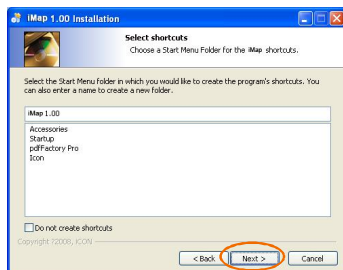 iMap 1.00 Installation
Select shortcuts
Choose a Start Menu Folder for the iMap shortcuts.
Select the Start Menu folder in which you would like to create the program's shortcuts. You
can also enter a name to create a new folder.
iMap 1.00
Accessories
Startup
pdfFactory Pro
Icon
Do not create shortcuts
Copyright ?2008, iCON
< Back
Next >
Cancel